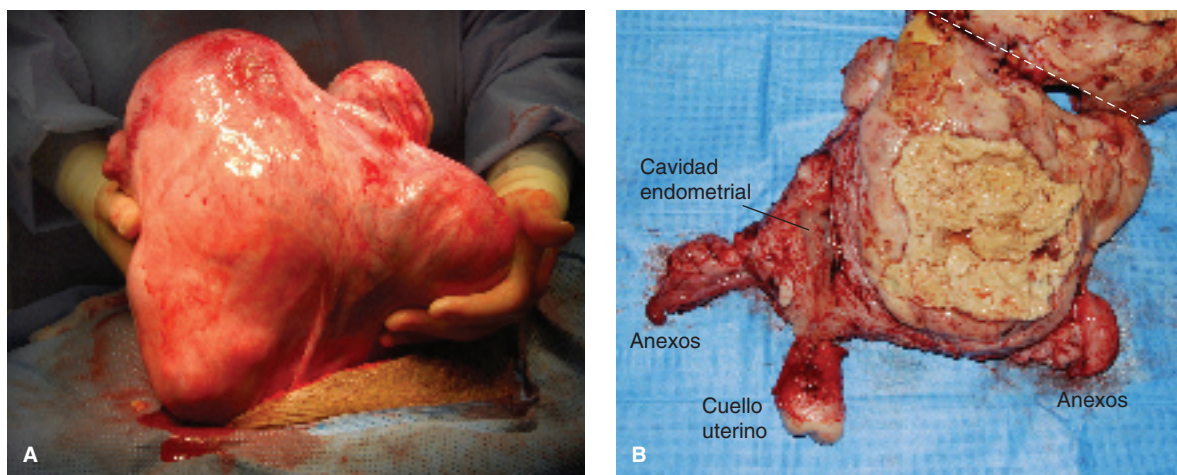 A
Cavidad
endometrial
Anexos
Cuello
uterino
Anexos
B